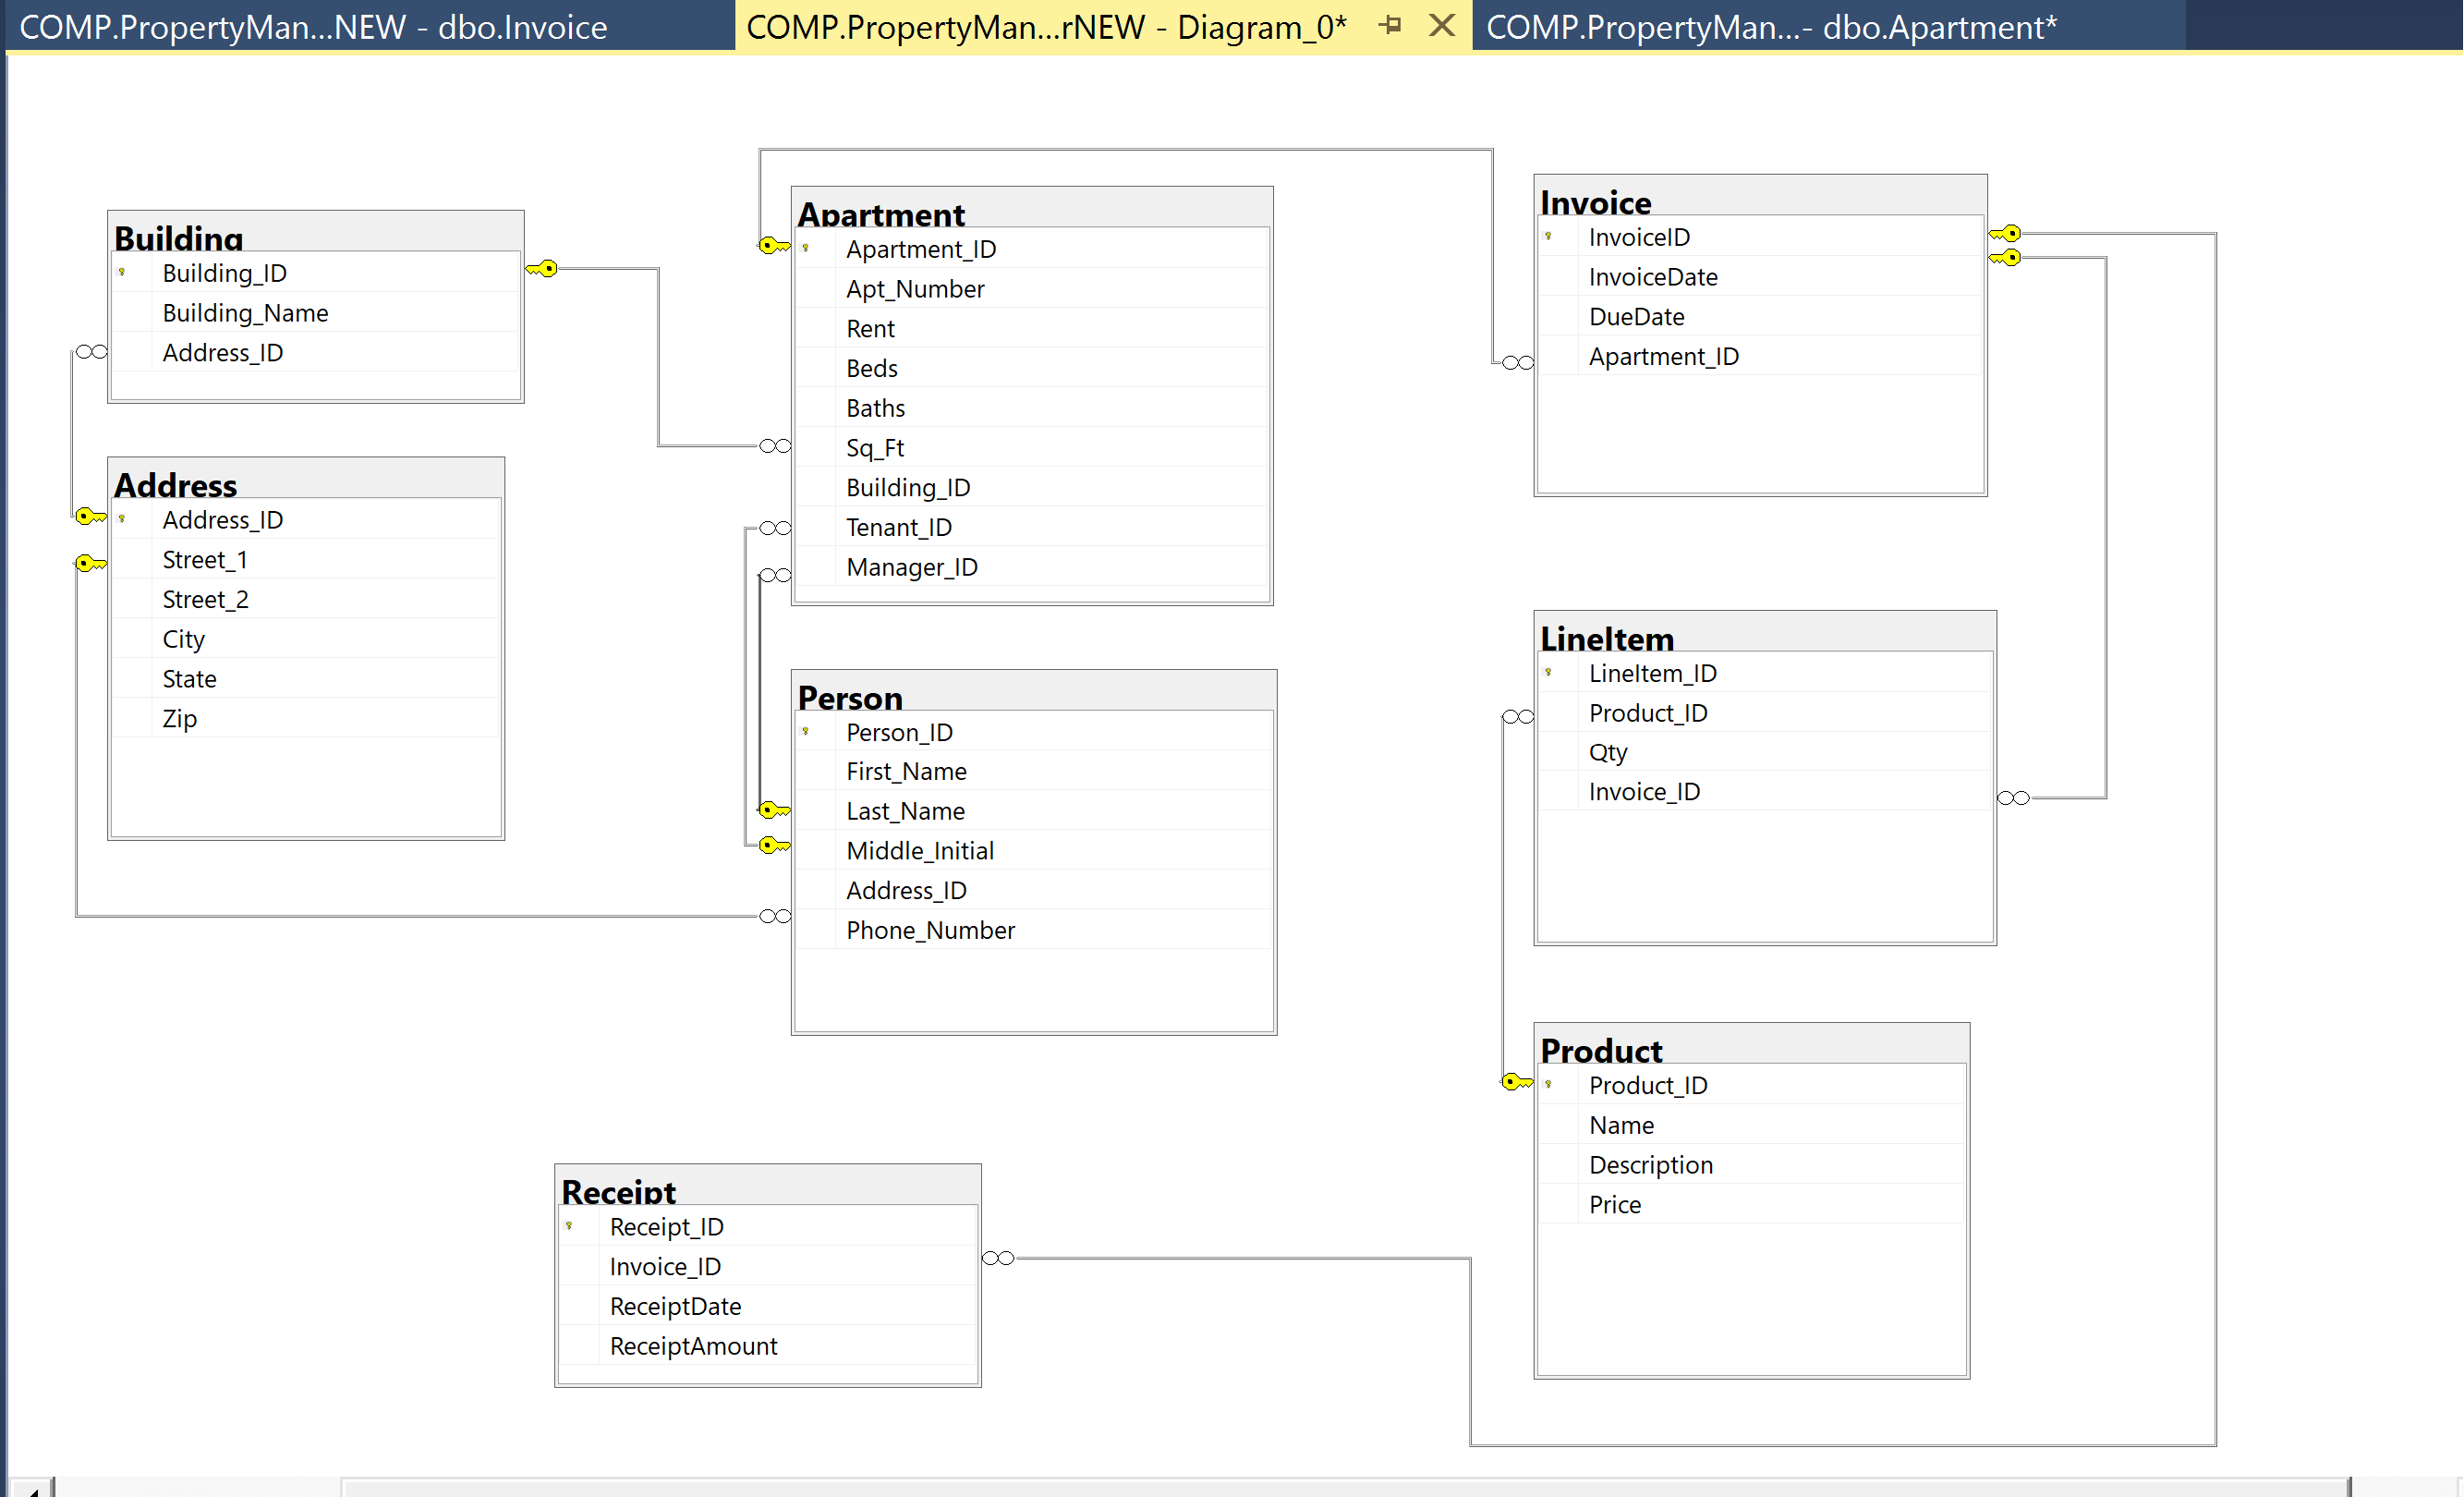 COMP.PropertyMan...NEW - dbo.Invoice
COMP.PropertyMan...rNEW - Diagram_0*
COMP.PropertyMan...- dbo.Apartment*
Building
Building_ID
Building_Name
Address_ID
Address
Address_ID
Street_1
Street_2
City
State
Zip
Apartment
Apartment_ID
Apt_Number
Rent
Beds
Baths
Sq_Ft
Building_ID
Tenant_ID
Manager_ID
Person
Person_ID
First_Name
Last_Name
Middle_Initial
Address_ID
Phone_Number
Receipt
Receipt_ID
Invoice_ID
ReceiptDate
ReceiptAmount
Invoice
InvoiceID
InvoiceDate
DueDate
Apartment_ID
LineItem
LineItem_ID
Product_ID
Qty
Invoice_ID
Product
Product_ID
Name
Description
Price